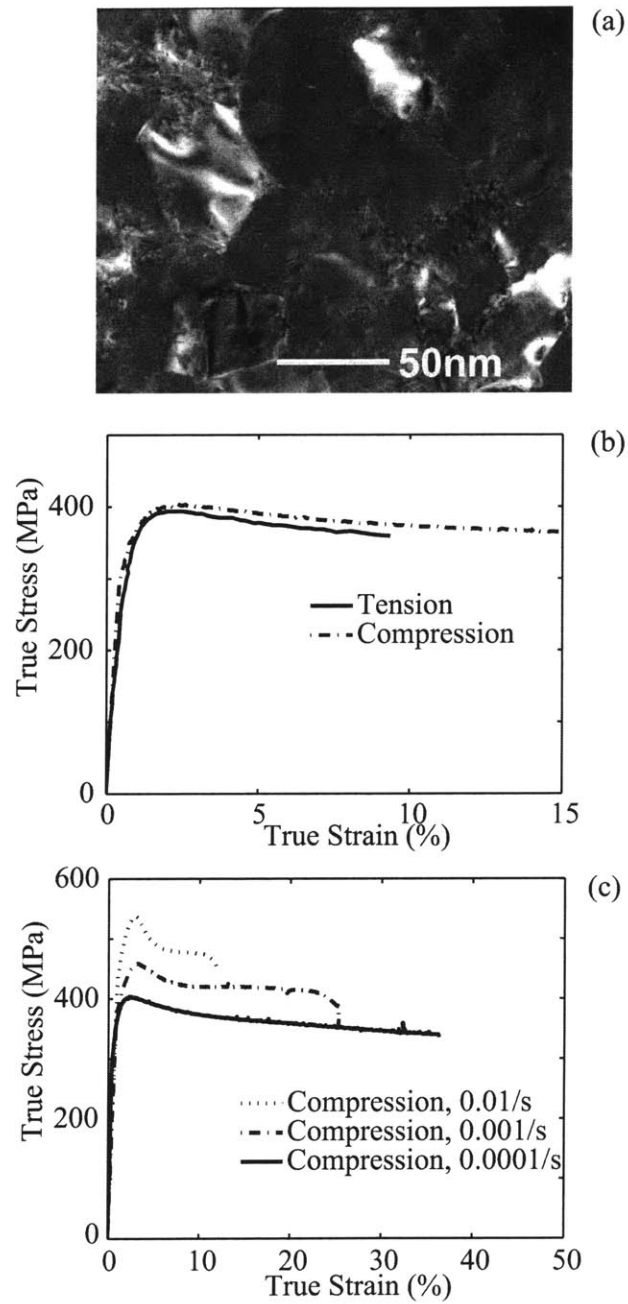 (a)
50nm
(b)
400
200
0
True Stress (MPa)
Tension
Compression
0
5
10
15
True Strain (%)
(c)
600
400
200
0
True Stress (MPa)
Compression, 0.01/s
Compression, 0.001/s
Compression, 0.0001/s
0
10
20
30
40
50
True Strain (%)